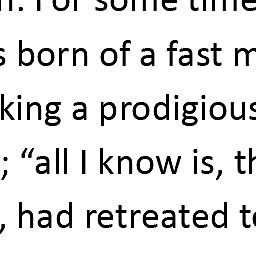 n. For some time
s born of a fast m
king a prodigious
; “all I know is, th
, had retreated to